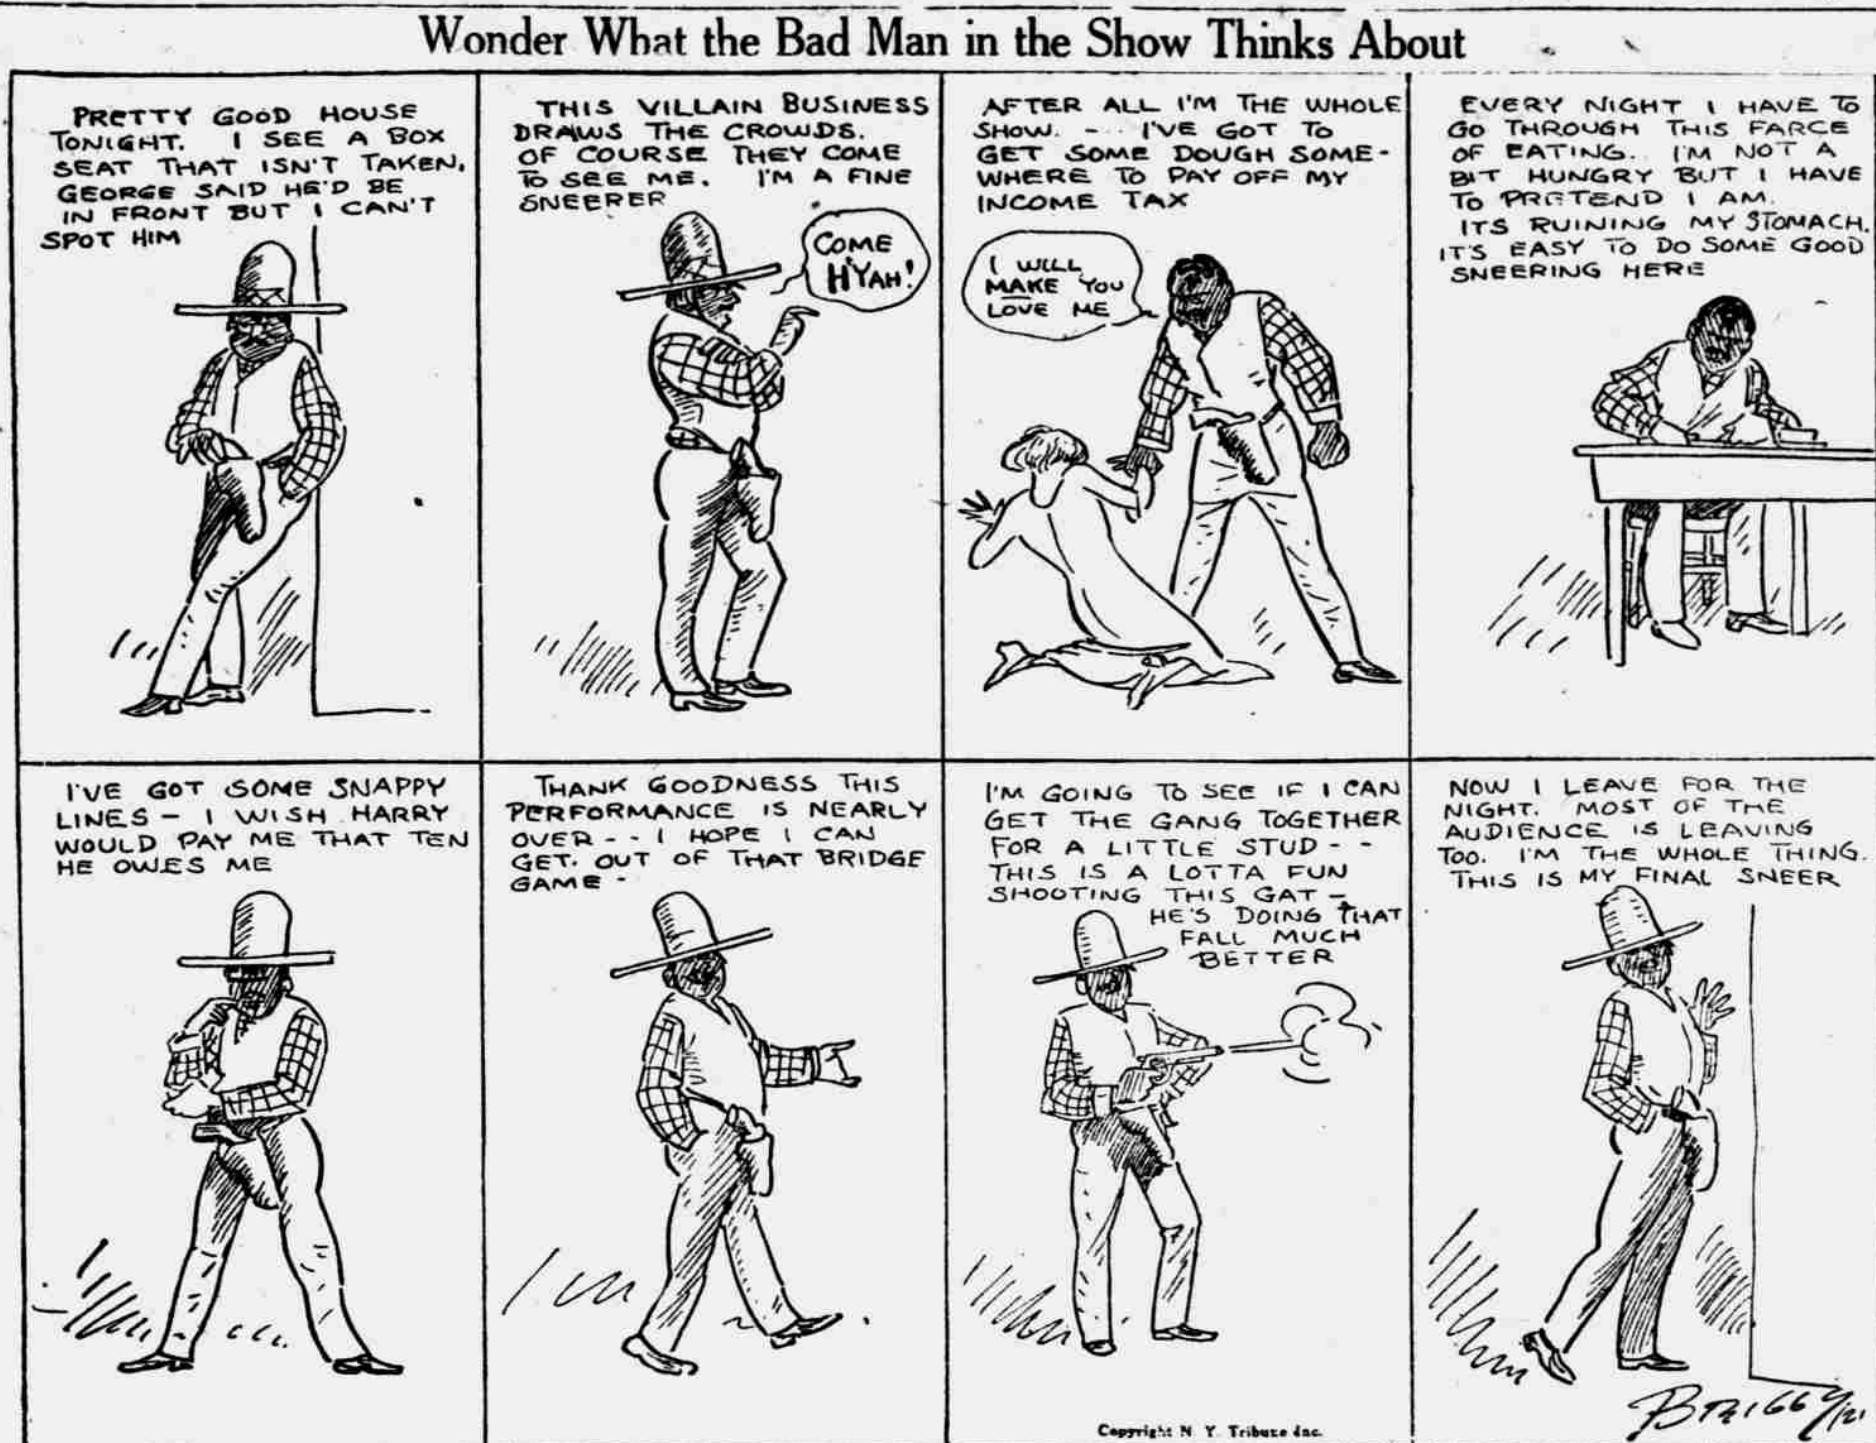 Wonder What the Bad Man in the Show Thinks About
PRETTY GOOD HOUSE
TONIGHT. I SEE A BOX
SEAT THAT ISN'T TAKEN.
GEORGE SAID HE'D BE
IN FRONT BUT I CAN'T
SPOT HIM
THIS VILLAIN BUSINESS
DRAWS THE CROWDS.
OF COURSE THEY COME
TO SEE ME. I'M A FINE
SNEERER
COME
H'YAH!
AFTER ALL I'M THE WHOLE
SHOW. - - I'VE GOT TO
GET SOME DOUGH SOME-
WHERE TO PAY OFF MY
INCOME TAX
I WILL
MAKE YOU
LOVE ME
EVERY NIGHT I HAVE TO
GO THROUGH THIS FARCE
OF EATING. I'M NOT A
BIT HUNGRY BUT I HAVE
TO PRETEND I AM.
ITS RUINING MY STOMACH.
IT'S EASY TO DO SOME GOOD
SNEERING HERE
I'VE GOT SOME SNAPPY
LINES - I WISH HARRY
WOULD PAY ME THAT TEN
HE OWES ME
THANK GOODNESS THIS
PERFORMANCE IS NEARLY
OVER - - I HOPE I CAN
GET. OUT OF THAT BRIDGE
GAME -
I'M GOING TO SEE IF I CAN
GET THE GANG TOGETHER
FOR A LITTLE STUD - -
THIS IS A LOTTA FUN
SHOOTING THIS GAT -
HE'S DOING THAT
FALL MUCH
BETTER
Copyright N. Y. Tribune Inc.
NOW I LEAVE FOR THE
NIGHT. MOST OF THE
AUDIENCE IS LEAVING
TOO. I'M THE WHOLE THING.
THIS IS MY FINAL SNEER
BRIGGS/21